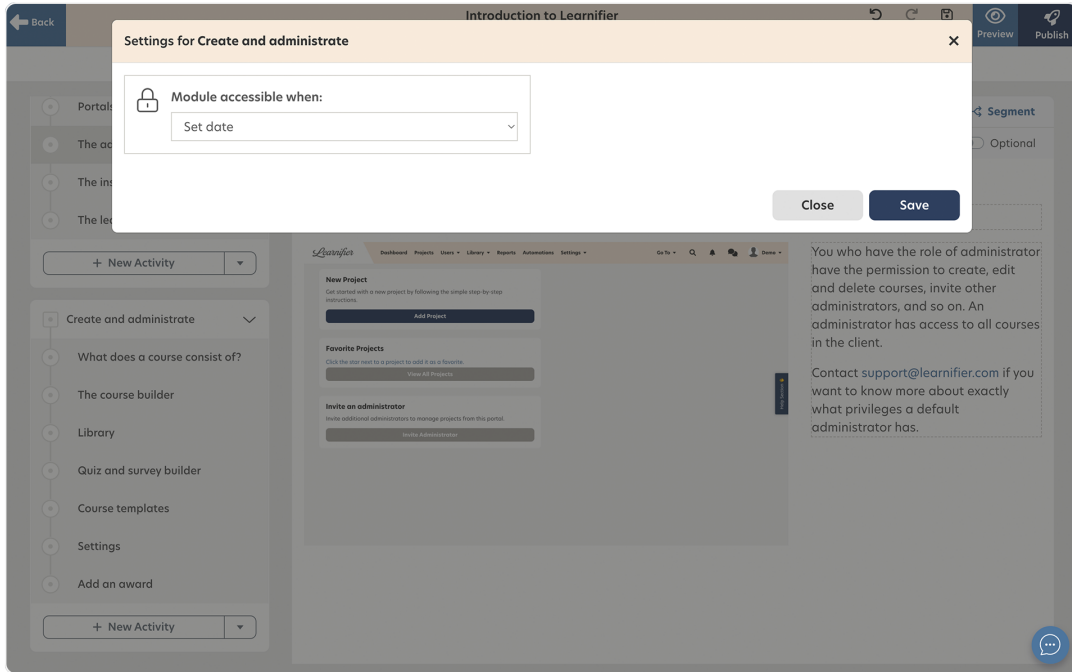 Back
Introduction to Learnifier
Preview
Publish
Settings for Create and administrate
Module accessible when:
Set date
Close
Save
Portals
The ad
The ins
The lea
+ New Activity
Create and administrate
What does a course consist of?
The course builder
Library
Quiz and survey builder
Course templates
Settings
Add an award
+ New Activity
Segment
Optional
Learnifier
Dashboard Projects Users Library Reports Automations Settings Go To Demo
New Project
Get started with a new project by following the simple step-by-step
instructions.
Add Project
Favorite Projects
Click the star next to a project to add it as a favorite.
View All Projects
Invite an administrator
Invite additional administrators to manage projects from this portal
Invite Administrator
You who have the role of administrator
have the permission to create, edit
and delete courses, invite other
administrators, and so on. An
administrator has access to all courses
in the client.
Contact support@learnifier.com if you
want to know more about exactly
what privileges a default
administrator has.